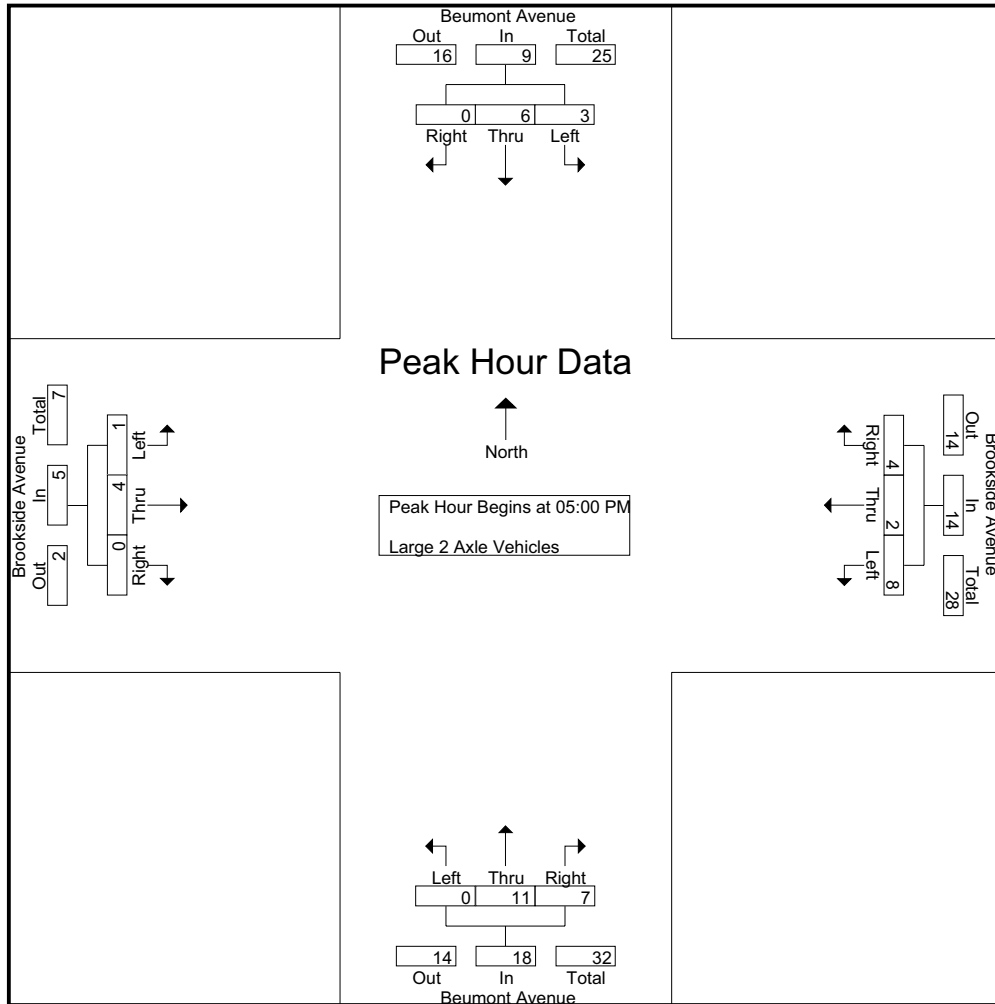 Beumont Avenue
Out In Total
16 9 25
0 6 3
Right Thru Left
Peak Hour Data
North
Peak Hour Begins at 05:00 PM
Large 2 Axle Vehicles
Brookside Avenue
Total In Out
7 5 2
1 4 0
Left Thru Right
Brookside Avenue
Out In Total
14 14 28
4 2 8
Right Thru Left
Left Thru Right
0 11 7
14 18 32
Out In Total
Beumont Avenue